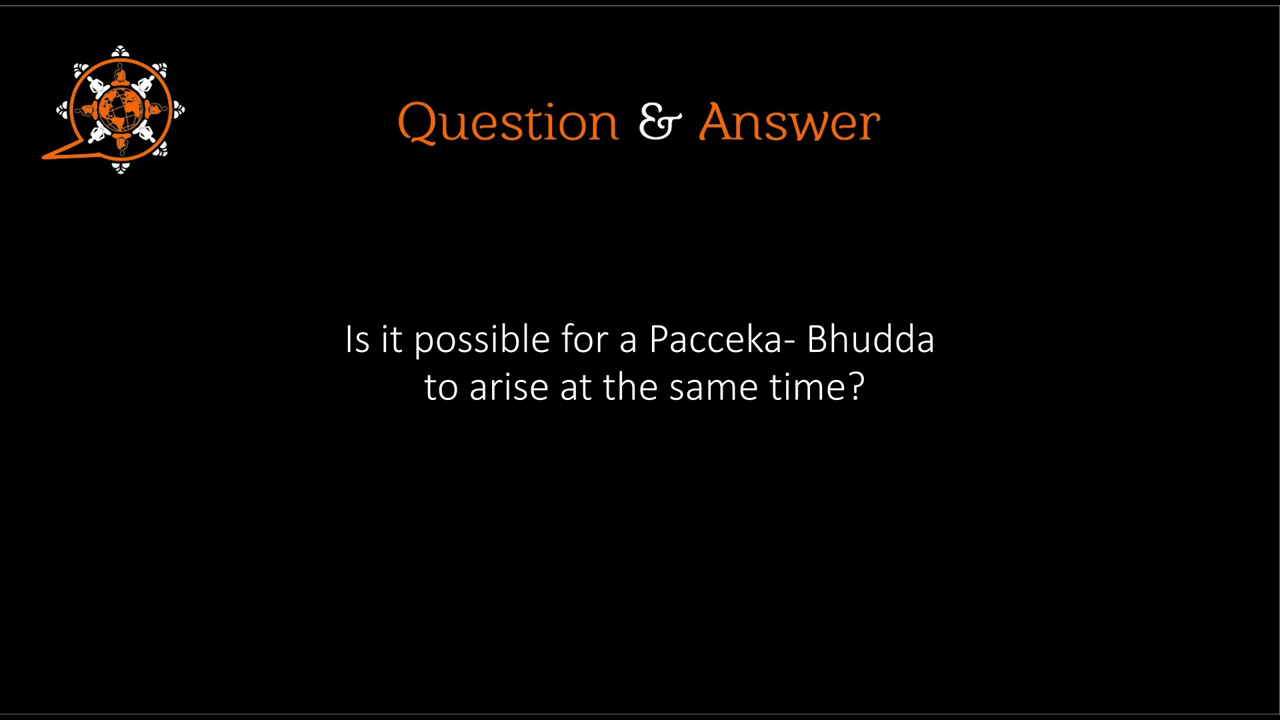 Question & Answer
Is it possible for a Pacceka- Bhudda
to arise at the same time?